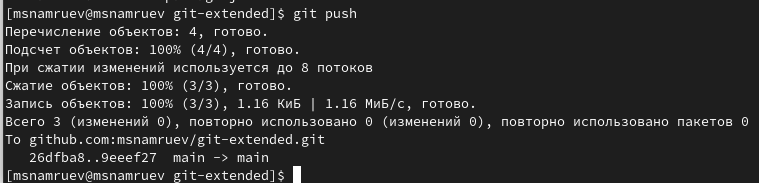 [msnamruev@msnamruev git-extended]$ git push
Перечисление объектов: 4, готово.
Подсчет объектов: 100% (4/4), готово.
При сжатии изменений используется до 8 потоков
Сжатие объектов: 100% (3/3), готово.
Запись объектов: 100% (3/3), 1.16 КиБ | 1.16 МиБ/с, готово.
Всего 3 (изменений 0), повторно использовано 0 (изменений 0), повторно использовано пакетов 0
To github.com:msnamruev/git-extended.git
   26dfba8..9eeef27  main -> main
[msnamruev@msnamruev git-extended]$